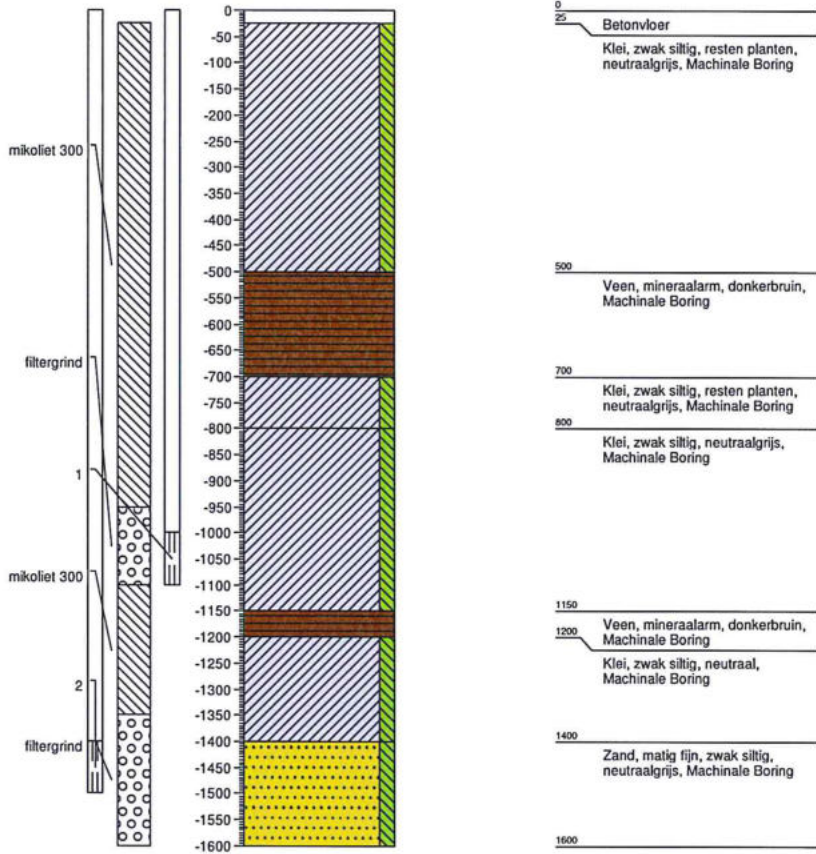 mikoliet 300
filtergrind
1
mikoliet 300
2
filtergrind
0
-50
-100
-150
-200
-250
-300
-350
-400
-450
-500
-550
-600
-650
-700
-750
-800
-850
-900
-950
-1000
-1050
-1100
-1150
-1200
-1250
-1300
-1350
-1400
-1450
-1500
-1550
-1600
0
25
Betonvloer
Klei, zwak siltig, resten planten,
neutraalgrijs, Machinale Boring
500
Veen, mineraalarm, donkerbruin,
Machinale Boring
700
Klei, zwak siltig, resten planten,
neutraalgrijs, Machinale Boring
800
Klei, zwak siltig, neutraalgrijs,
Machinale Boring
1150
Veen, mineraalarm, donkerbruin,
Machinale Boring
1200
Klei, zwak siltig, neutraal,
Machinale Boring
1400
Zand, matig fijn, zwak siltig,
neutraalgrijs, Machinale Boring
1600